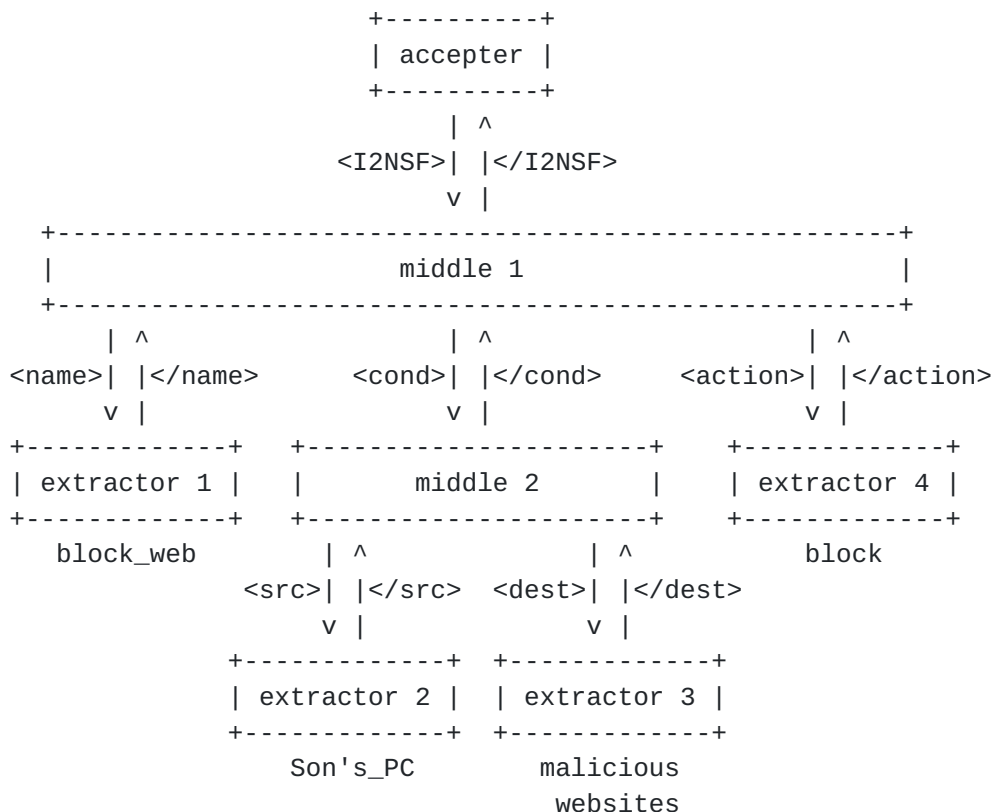 +----------+
| accepter |
+----------+
| ^
<I2NSF>| |</I2NSF>
v |
+------------------------------------------------------+
| middle 1 |
+------------------------------------------------------+
| ^ | ^ | ^
<name>| |</name> <cond>| |</cond> <action>| |</action>
v | v | v |
+-------------+ +----------------------+ +-------------+
| extractor 1 | | middle 2 | | extractor 4 |
+-------------+ +----------------------+ +-------------+
block_web | ^ | ^ block
<src>| |</src> <dest>| |</dest>
v | v |
+-------------+ +-------------+
| extractor 2 | | extractor 3 |
+-------------+ +-------------+
Son's_PC malicious
websites